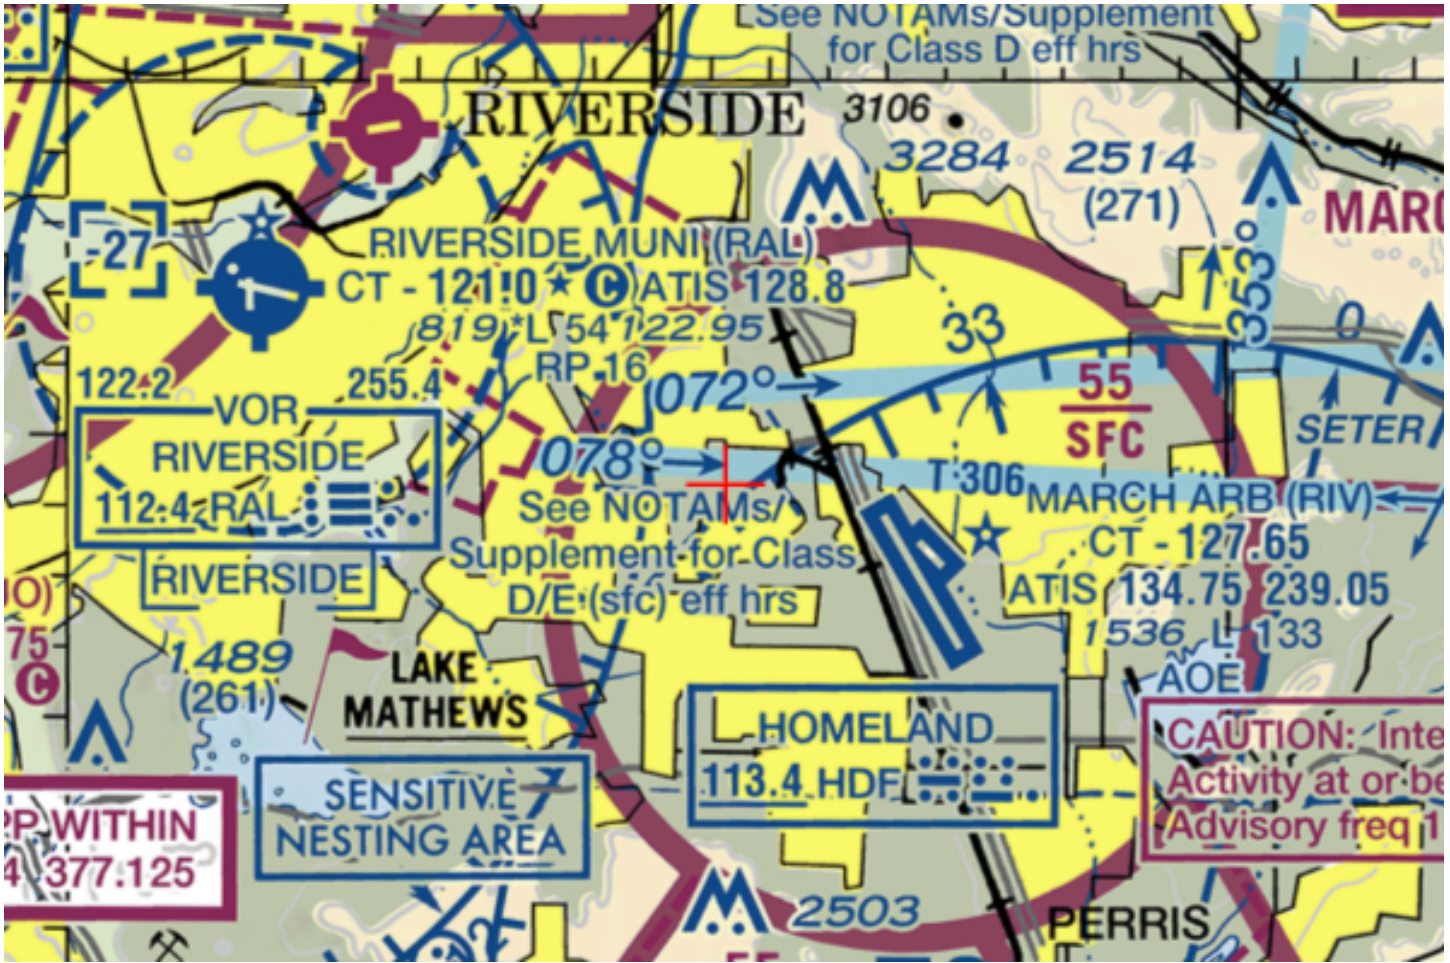 See NOTAMs/Supplement
for Class D eff hrs
RIVERSIDE
3106
3284
2514
(271)
353°
-27
RIVERSIDE MUNI (RAL)
CT - 121.0 ★ C ATIS 128.8
819 *L 54 122.95
RP 16
33
0
122.2
255.4
VOR
RIVERSIDE
112.4 RAL
RIVERSIDE
072°
078°
55
SFC
SETER
T 306
See NOTAMs/
Supplement for Class
D/E (sfc) eff hrs
MARCH ARB (RIV)
CT - 127.65
ATIS 134.75 239.05
1536 L 133
AOE
75
C
1489
(261)
LAKE
MATHEWS
HOMELAND
113.4 HDF
SENSITIVE
NESTING AREA
CAUTION:
Activity at or
Advisory freq 1
WITHIN
377.125
2503
PERRIS
55